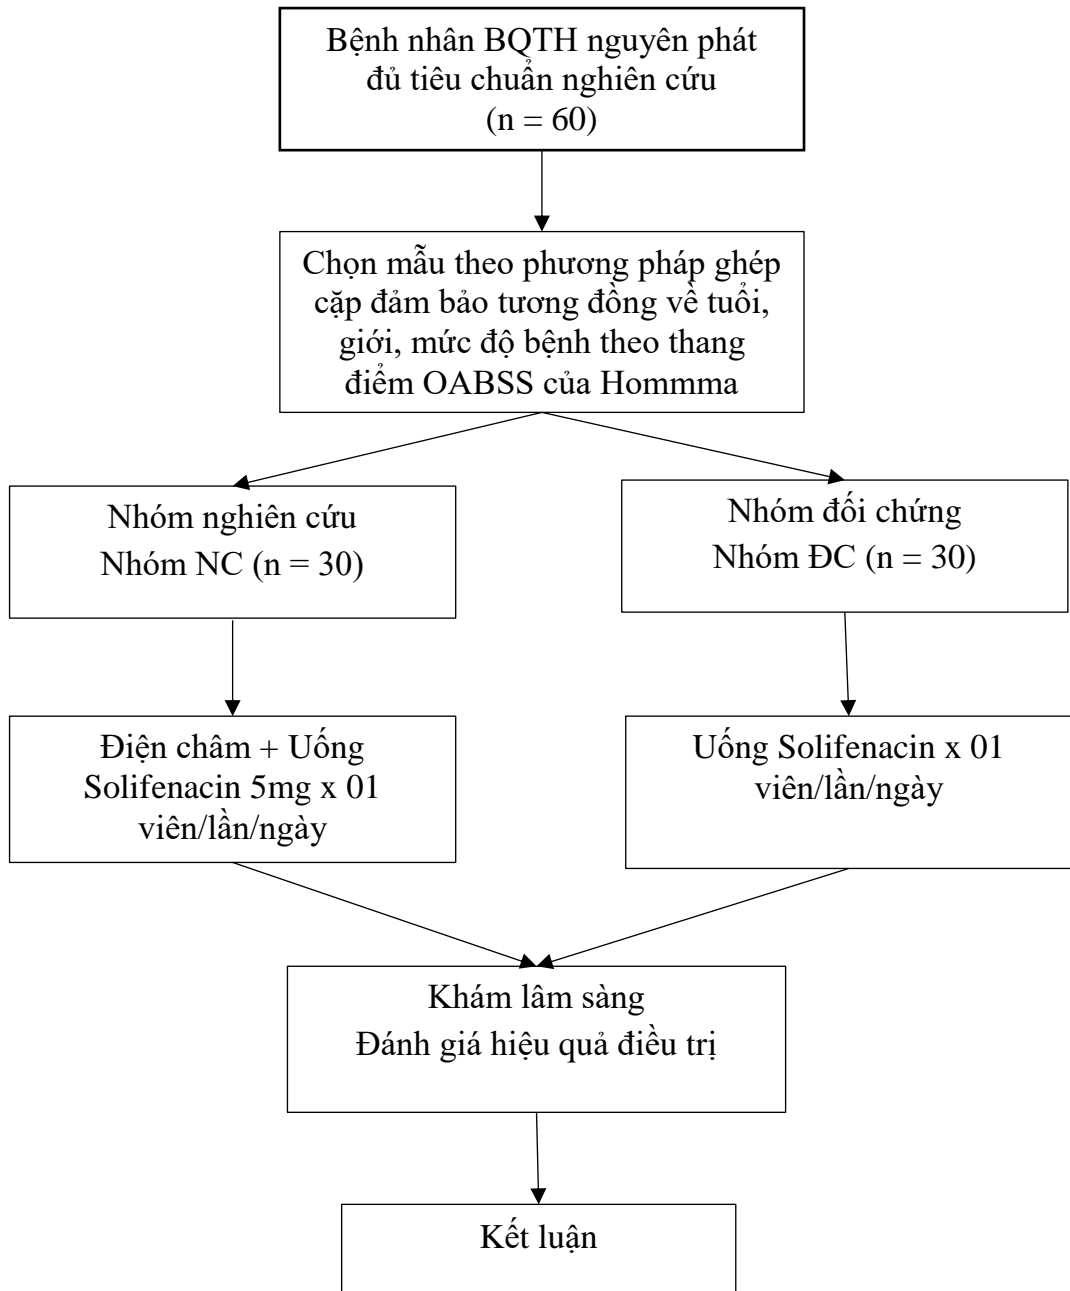 Bệnh nhân BQTH nguyên phát
đủ tiêu chuẩn nghiên cứu
(n = 60)
Chọn mẫu theo phương pháp ghép
cặp đảm bảo tương đồng về tuổi,
giới, mức độ bệnh theo thang
điểm OABSS của Hommma
Nhóm nghiên cứu
Nhóm NC (n = 30)
Nhóm đối chứng
Nhóm ĐC (n = 30)
Điện châm + Uống
Solifenacin 5mg x 01
viên/lần/ngày
Uống Solifenacin x 01
viên/lần/ngày
Khám lâm sàng
Đánh giá hiệu quả điều trị
Kết luận